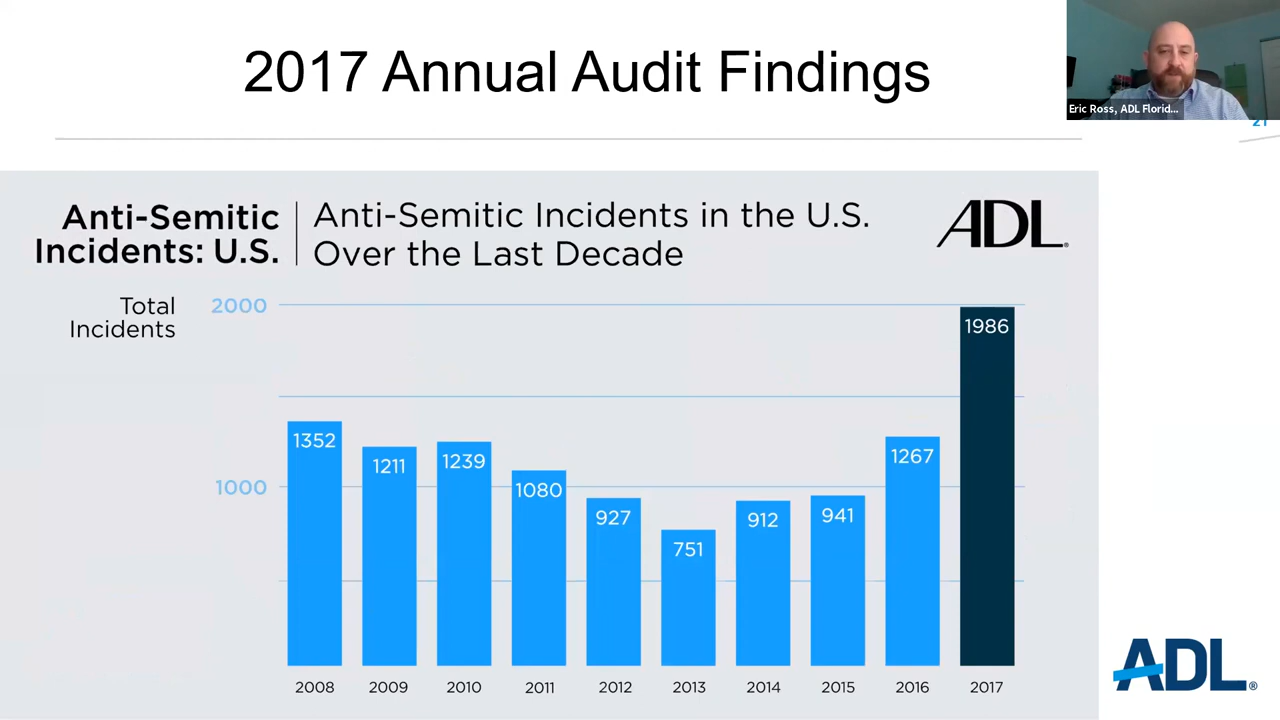 2017 Annual Audit Findings
Eric Ross, ADL Florid...
21
Anti-Semitic
Incidents: U.S.
Anti-Semitic Incidents in the U.S.
Over the Last Decade
ADL®
Total
Incidents
2000
1000
1352
1211
1239
1080
927
751
912
941
1267
1986
2008
2009
2010
2011
2012
2013
2014
2015
2016
2017
ADL®